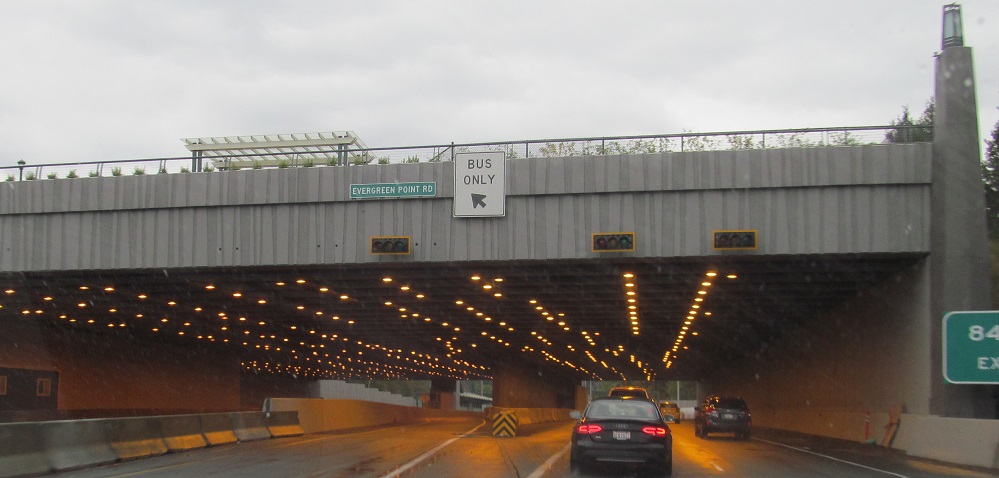 EVERGREEN POINT RD
BUS
ONLY
84
EX